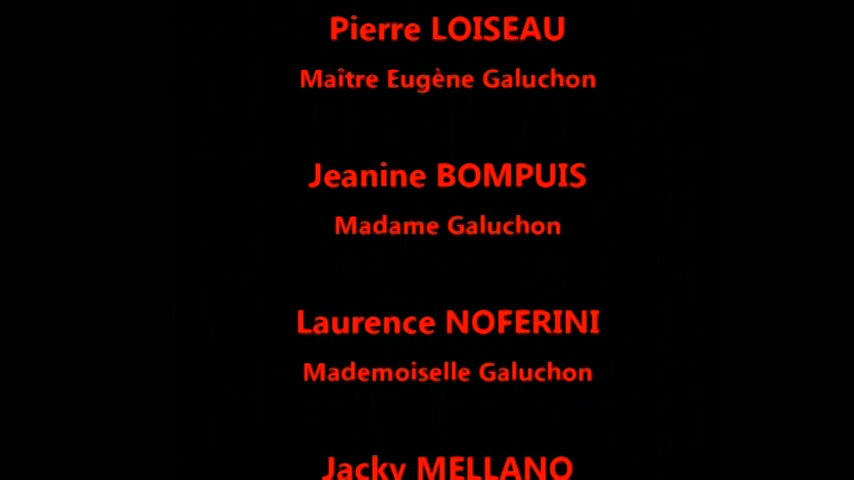 Pierre LOISEAU
Maître Eugène Galuchon
Jeanine BOMPUIS
Madame Galuchon
Laurence NOFERINI
Mademoiselle Galuchon
Jacky MELLANO